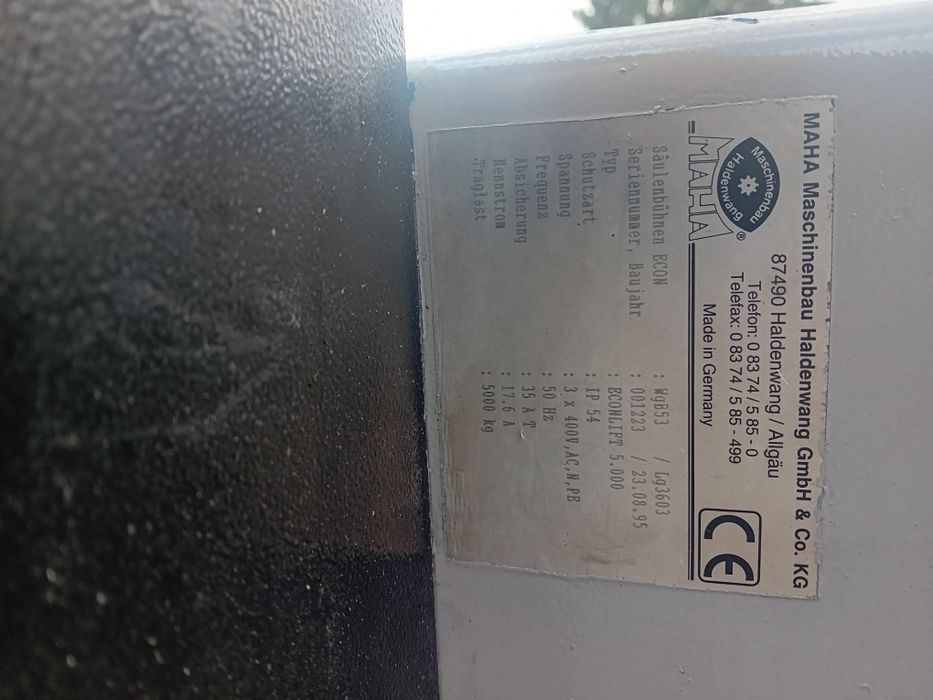 MAHA Maschinenbau Haldenwang GmbH & Co. KG
Maschinenbau
Haldenwang
MAHA®
87490 Haldenwang / Allgäu
Telefon: 0 83 74 / 5 85 - 0
Telefax: 0 83 74 / 5 85 - 499
Made in Germany
CE
Säulenbühnen ECON : Wg853 / Lg3603
Seriennummer, Baujahr : 001223 / 23.08.95
Typ : ECONLIFT 5.000
Schutzart : IP 54
Spannung : 3 x 400V,AC,N,PE
Frequenz : 50 Hz
Absicherung : 35 A T
Nennstrom : 17.6 A
Traglast : 5000 kg